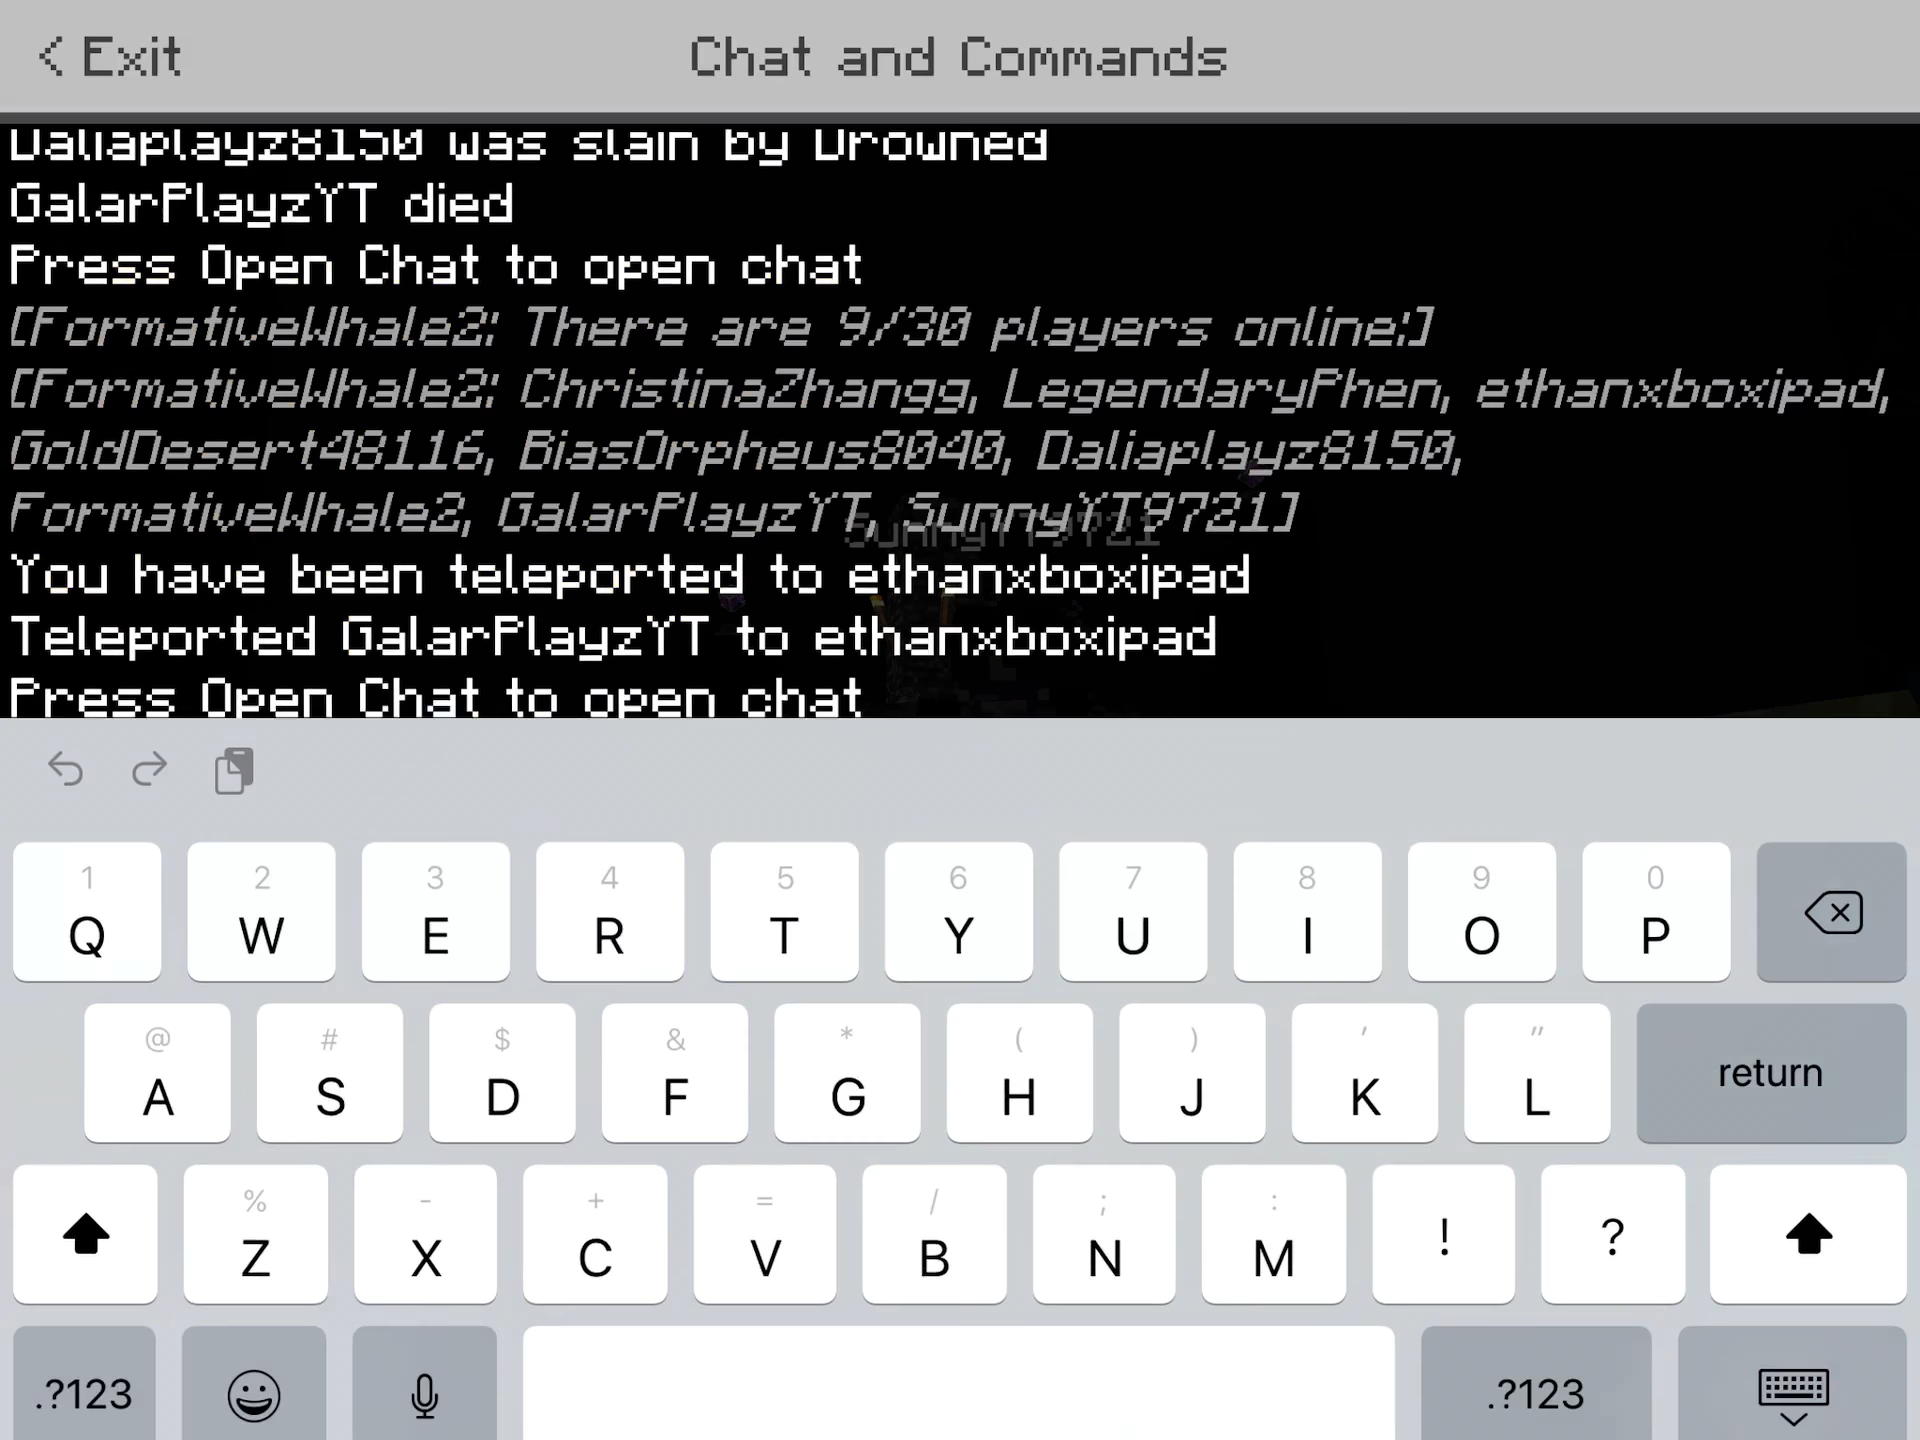 < Exit
Chat and Commands
Daliaplayz8150 was slain by Drowned
GalarPlayzYT died
Press Open Chat to open chat
[FormativeWhale2: There are 9/30 players online:]
[FormativeWhale2: ChristinaZhangg, LegendaryPhen, ethanxboxipad,
GoldDesert48116, BiasOrpheus8040, Daliaplayz8150,
FormativeWhale2, GalarPlayzYT, SunnyYT9721]
SunnyYT9721
You have been teleported to ethanxboxipad
Teleported GalarPlayzYT to ethanxboxipad
Press Open Chat to open chat
1 2 3 4 5 6 7 8 9 0
Q W E R T Y U I O P
@ # $ & * ( ) ' "
A S D F G H J K L return
% - + = / ; :
Z X C V B N M ! ?
.?123 .?123